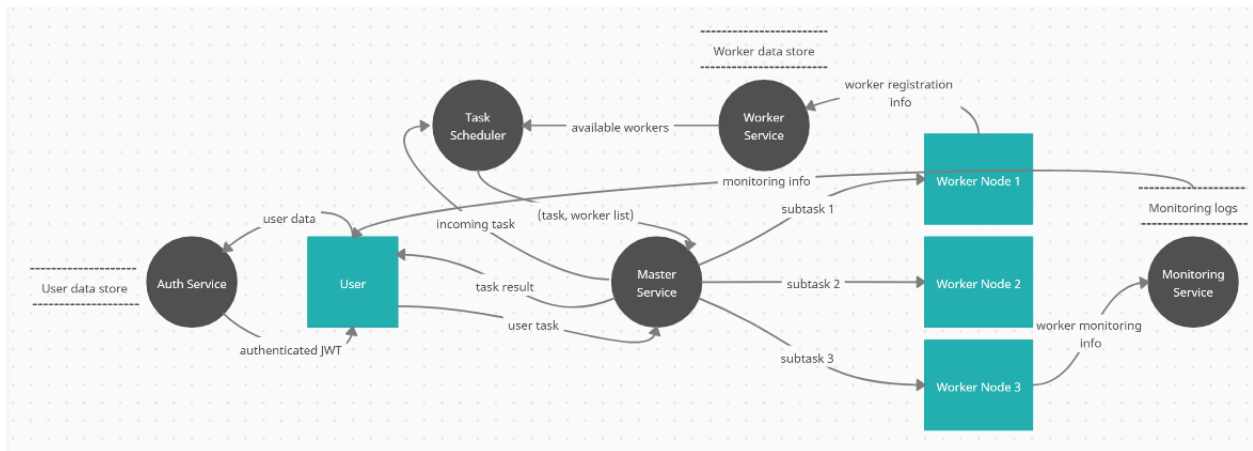 Worker data store
worker registration
info
Task
Scheduler
available workers
Worker
Service
monitoring info
Worker Node 1
subtask 1
Monitoring logs
user data
incoming task
(task, worker list)
User data store
Auth Service
User
task result
Master
Service
subtask 2
Worker Node 2
Monitoring
Service
user task
worker monitoring
info
authenticated JWT
subtask 3
Worker Node 3